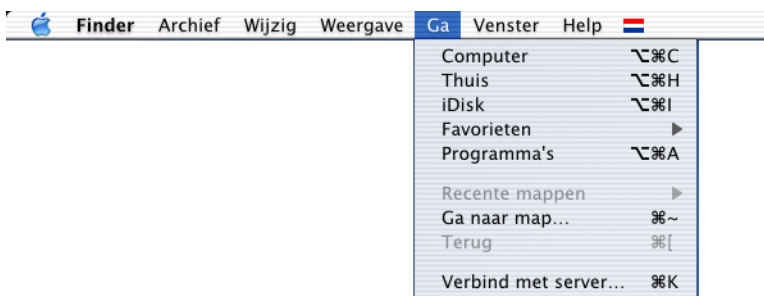 Finder Archief Wijzig Weergave Ga Venster Help
Computer ⌥⌘C
Thuis ⌥⌘H
iDisk ⌥⌘I
Favorieten
Programma's ⌥⌘A
Recente mappen
Ga naar map... ⌘~
Terug ⌘[
Verbind met server... ⌘K